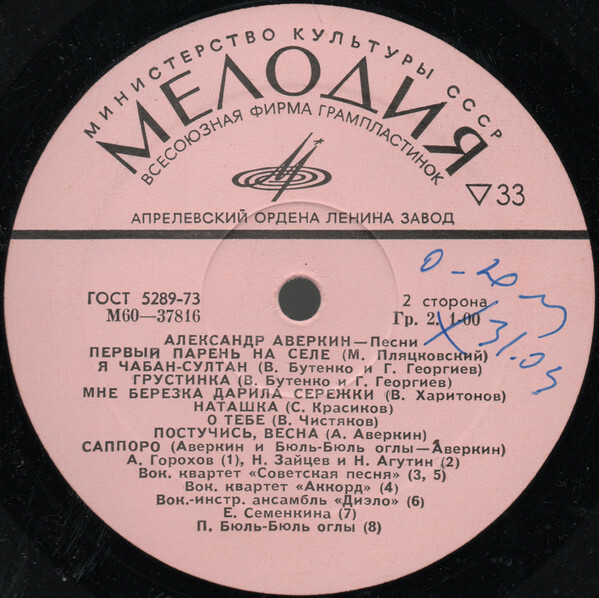 МИНИСТЕРСТВО КУЛЬТУРЫ СССР
МЕЛОДИЯ
ВСЕСОЮЗНАЯ ФИРМА ГРАМПЛАСТИНОК
33
АПРЕЛЕВСКИЙ ОРДЕНА ЛЕНИНА ЗАВОД
ГОСТ 5289-73
М60—37816
2 сторона
Гр. 2. 1-00
АЛЕКСАНДР АВЕРКИН—Песни
ПЕРВЫЙ ПАРЕНЬ НА СЕЛЕ (М. Пляцковский)
Я ЧАБАН-СУЛТАН (В. Бутенко и Г. Георгиев)
ГРУСТИНКА (В. Бутенко и Г. Георгиев)
МНЕ БЕРЕЗКА ДАРИЛА СЕРЕЖКИ (В. Харитонов)
НАТАШКА (С. Красиков)
О ТЕБЕ (В. Чистяков)
ПОСТУЧИСЬ, ВЕСНА (А. Аверкин)
САППОРО (Аверкин и Бюль-Бюль оглы—Аверкин)
А. Горохов (1), Н. Зайцев и Н. Агутин (2)
Вок. квартет «Советская песня» (3, 5)
Вок. квартет «Аккорд» (4)
Вок.-инстр. ансамбль «Диэло» (6)
Е. Семенкина (7)
П. Бюль-Бюль оглы (8)